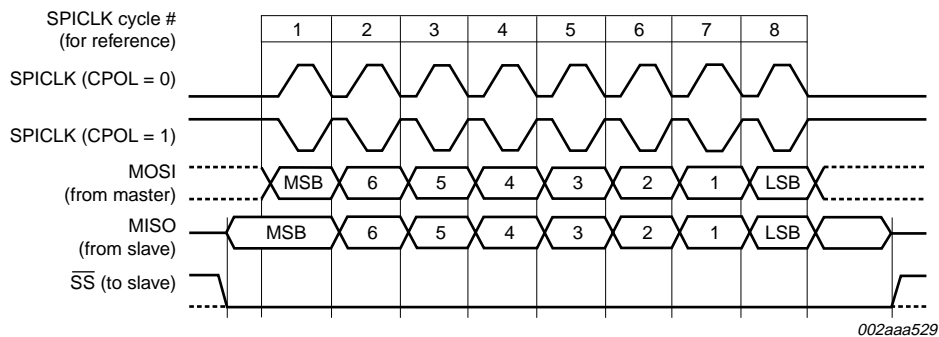 SPICLK cycle #
(for reference)
1 2 3 4 5 6 7 8
SPICLK (CPOL = 0)
SPICLK (CPOL = 1)
MOSI
(from master)
MSB 6 5 4 3 2 1 LSB
MISO
(from slave)
MSB 6 5 4 3 2 1 LSB
S̅S̅ (to slave)
002aaa529